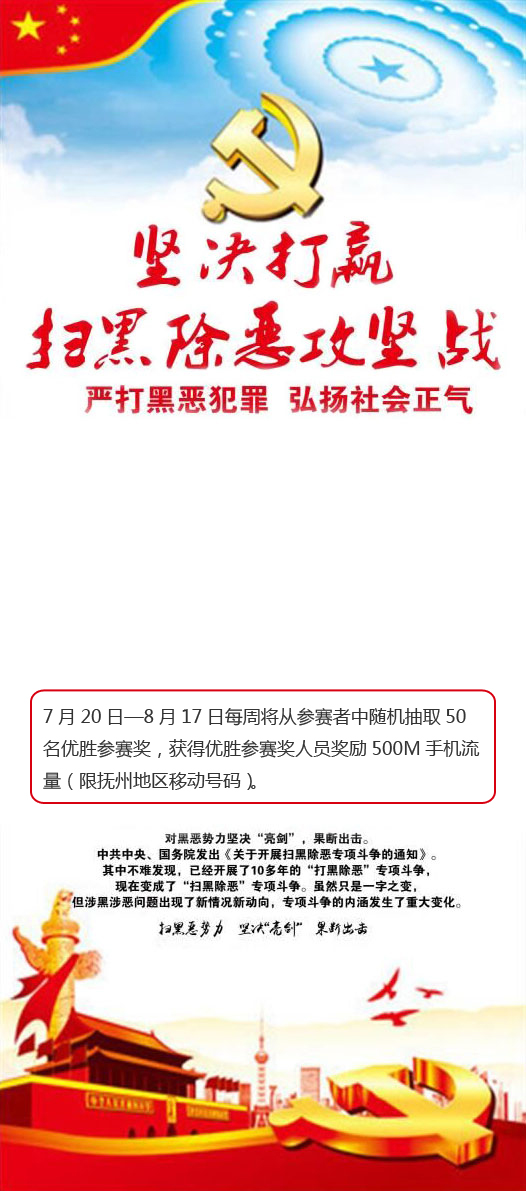 坚决打赢
扫黑除恶攻坚战
严打黑恶犯罪 弘扬社会正气
7月20日—8月17日每周将从参赛者中随机抽取50
名优胜参赛奖，获得优胜参赛奖人员奖励500M手机流
量（限抚州地区移动号码）。
对黑恶势力坚决“亮剑”，果断出击。
中共中央、国务院发出《关于开展扫黑除恶专项斗争的通知》。
其中不难发现，已经开展了10多年的“打黑除恶”专项斗争，
现在变成了“扫黑除恶”专项斗争。虽然只是一字之变，
但涉黑涉恶问题出现了新情况新动向，专项斗争的内涵发生了重大变化。
扫黑恶势力 坚决“亮剑” 果断出击